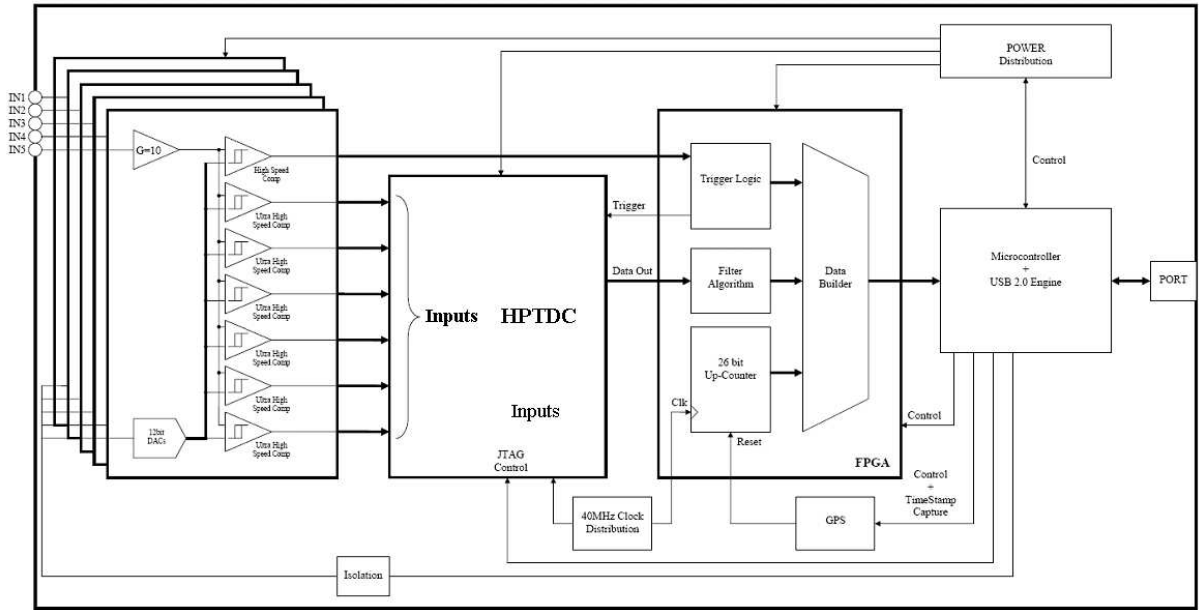 POWER
Distribution
IN1
IN2
IN3
IN4
IN5
G=10
High Speed
Comp
Ultra High
Speed Comp
Ultra High
Speed Comp
Ultra High
Speed Comp
Ultra High
Speed Comp
Ultra High
Speed Comp
Ultra High
Speed Comp
12bit
DACs
Inputs
HPTDC
Inputs
JTAG
Control
Trigger
Data Out
Trigger Logic
Filter
Algorithm
26 bit
Up-Counter
Clk
Reset
Data
Builder
FPGA
Control
Microcontroller
+
USB 2.0 Engine
PORT
Control
Control
+
TimeStamp
Capture
40MHz Clock
Distribution
GPS
Isolation